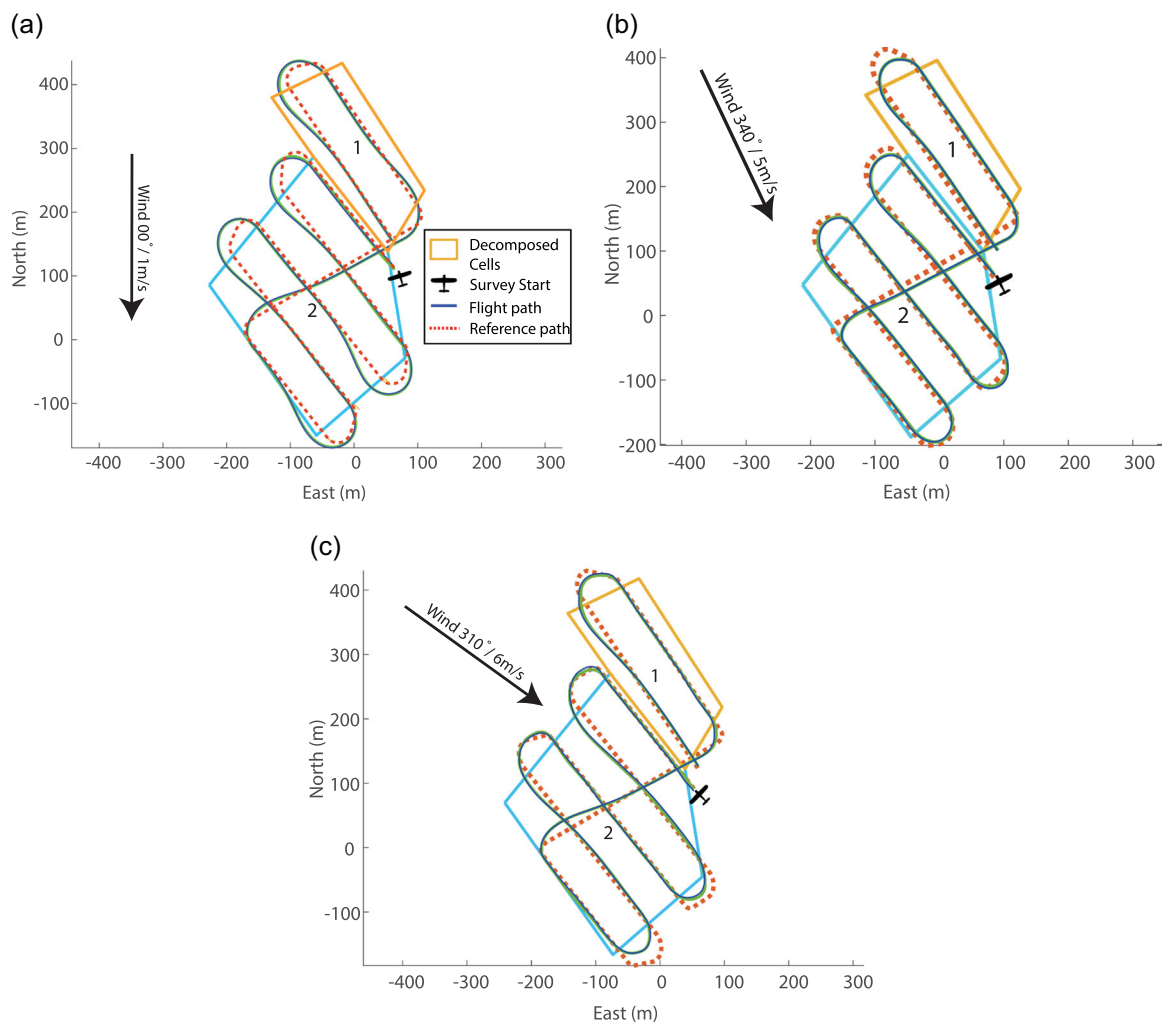 (a)
400
300
200
100
0
-100
North (m)
-400
-300
-200
-100
0
100
200
300
East (m)
Wind 00°/ 1m/s
1
2
Decomposed
Cells
Survey Start
Flight path
Reference path
(b)
400
300
200
100
0
-100
-200
North (m)
-400
-300
-200
-100
0
100
200
300
East (m)
Wind 340°/ 5m/s
1
2
(c)
400
300
200
100
0
-100
North (m)
-400
-300
-200
-100
0
100
200
300
East (m)
Wind 310°/ 6m/s
1
2